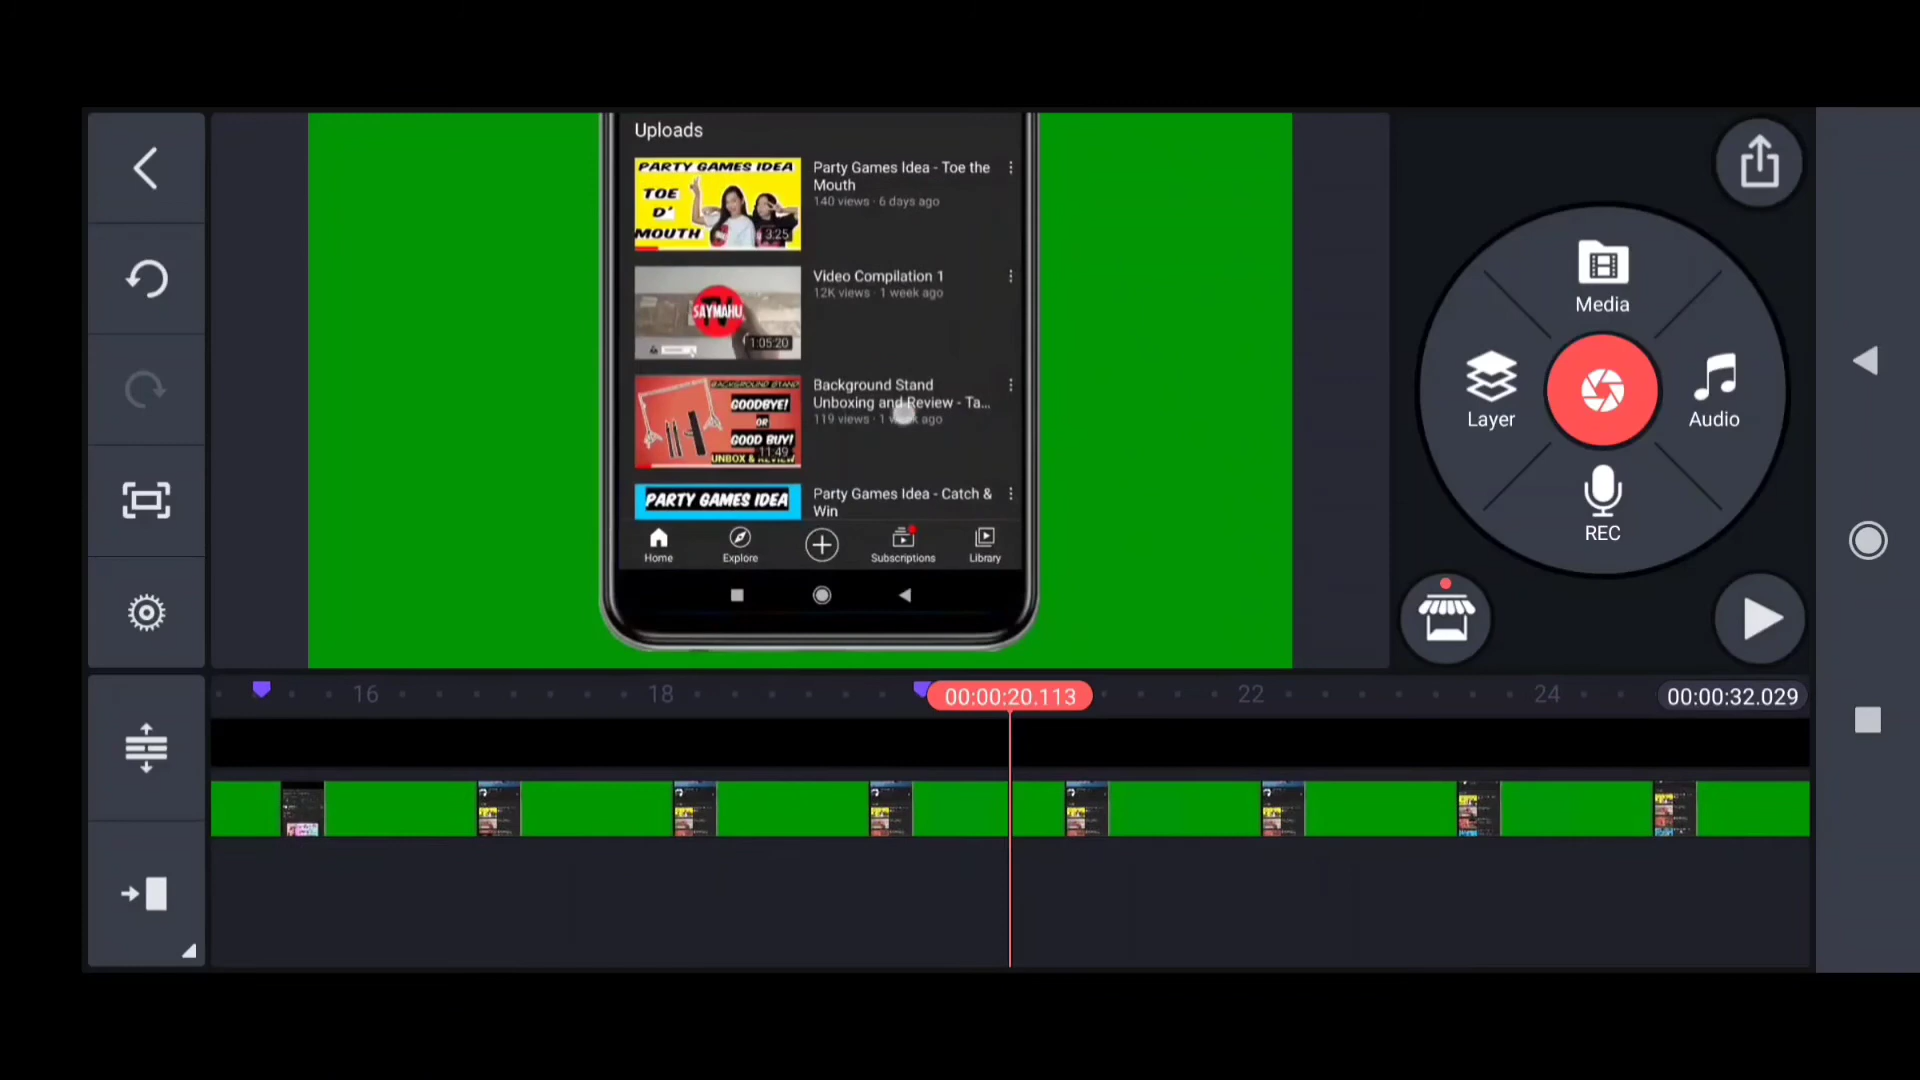 Uploads
PARTY GAMES IDEA
TOE
D'
MOUTH
3:25
Party Games Idea - Toe the
Mouth
140 views · 6 days ago
SAYMAHU
TV
1:05:20
Video Compilation 1
12K views · 1 week ago
BACKGROUND STAND
GOODBYE!
OR
GOOD BUY!
11:49
UNBOX & REVIEW
Background Stand
Unboxing and Review - Ta...
119 views · 1 week ago
PARTY GAMES IDEA
Party Games Idea - Catch &
Win
Home
Explore
Subscriptions
Library
Media
Layer
Audio
REC
16
18
00:00:20.113
22
24
00:00:32.029